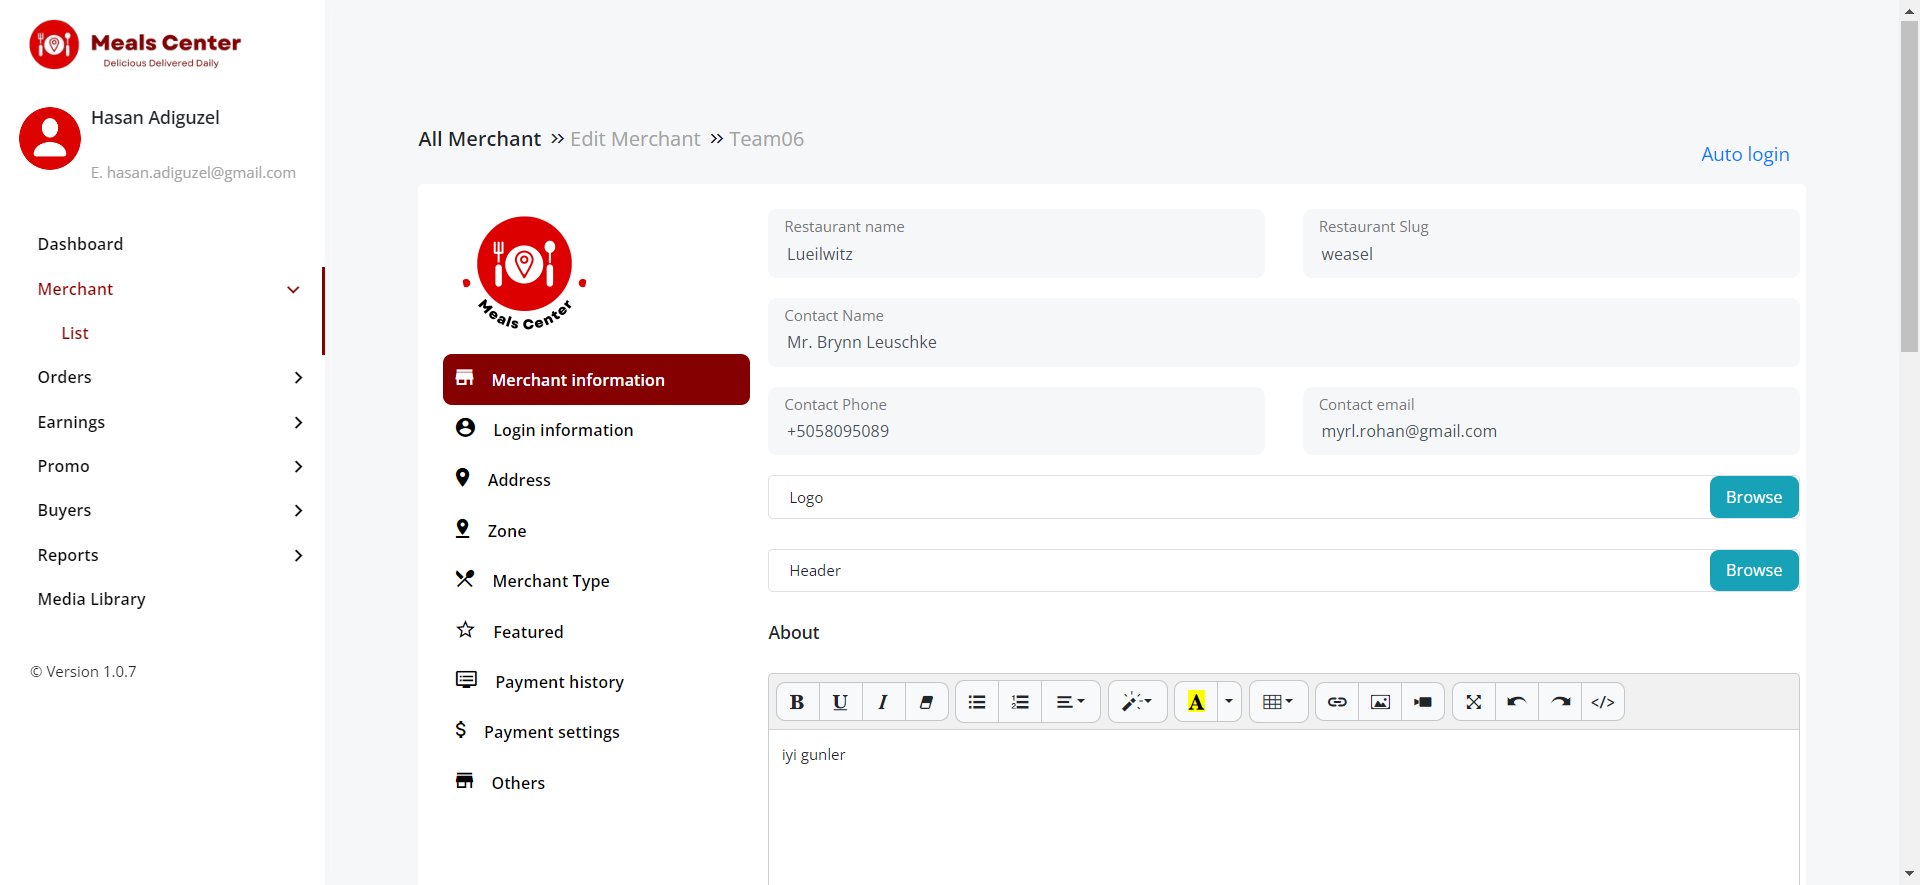 Meals Center
Delicious Delivered Daily
Hasan Adiguzel
E. hasan.adiguzel@gmail.com
Dashboard
Merchant
List
Orders
Earnings
Promo
Buyers
Reports
Media Library
© Version 1.0.7
All Merchant » Edit Merchant » Team06
Auto login
Meals Center
Merchant information
Login information
Address
Zone
Merchant Type
Featured
Payment history
Payment settings
Others
Restaurant name
Lueilwitz
Restaurant Slug
weasel
Contact Name
Mr. Brynn Leuschke
Contact Phone
+5058095089
Contact email
myrl.rohan@gmail.com
Logo
Browse
Header
Browse
About
B U I A </>
iyi gunler